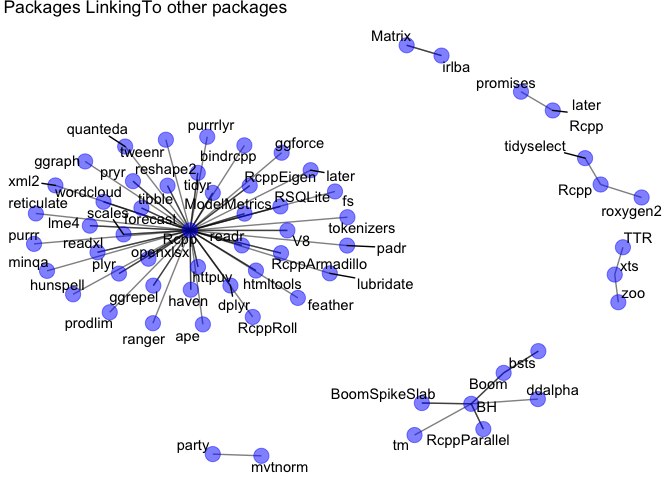 Packages LinkingTo other packages
Matrix
irlba
promises
later
Rcpp
tidyselect
Rcpp
roxygen2
TTR
xts
zoo
quanteda
purrrlyr
tweenr
bindrcpp
ggforce
ggraph
pryr
reshape2
RcppEigen
later
xml2
wordcloud
tidyr
tibble
RSQLite
fs
reticulate
scales
ModelMetrics
lme4
forecast
tokenizers
purrr
readxl
Rcpp
readr
V8
padr
openxlsx
minqa
plyr
httpuv
RcppArmadillo
hunspell
ggrepel
haven
dplyr
htmltools
lubridate
feather
prodlim
ranger
ape
RcppRoll
bsts
Boom
ddalpha
BoomSpikeSlab
BH
tm
RcppParallel
party
mvtnorm